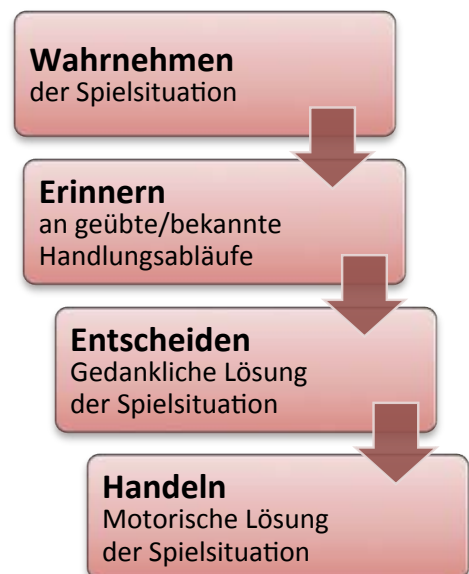 Wahrnehmen
der Spielsituation
Erinnern
an geübte/bekannte
Handlungsabläufe
Entscheiden
Gedankliche Lösung
der Spielsituation
Handeln
Motorische Lösung
der Spielsituation